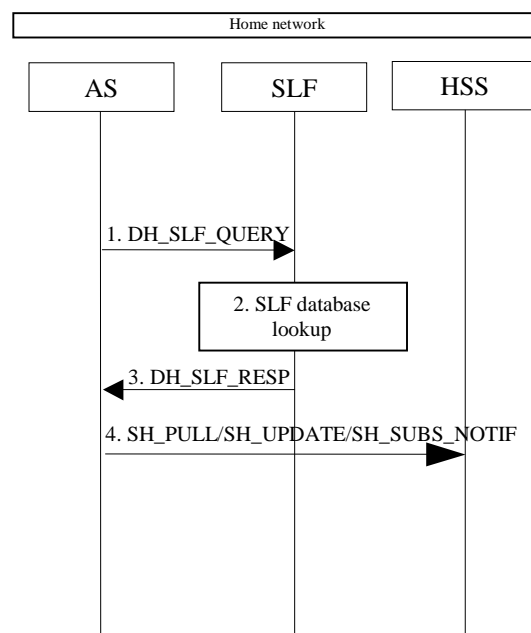 Home network
AS
SLF
HSS
1. DH_SLF_QUERY
2. SLF database
lookup
3. DH_SLF_RESP
4. SH_PULL/SH_UPDATE/SH_SUBS_NOTIF